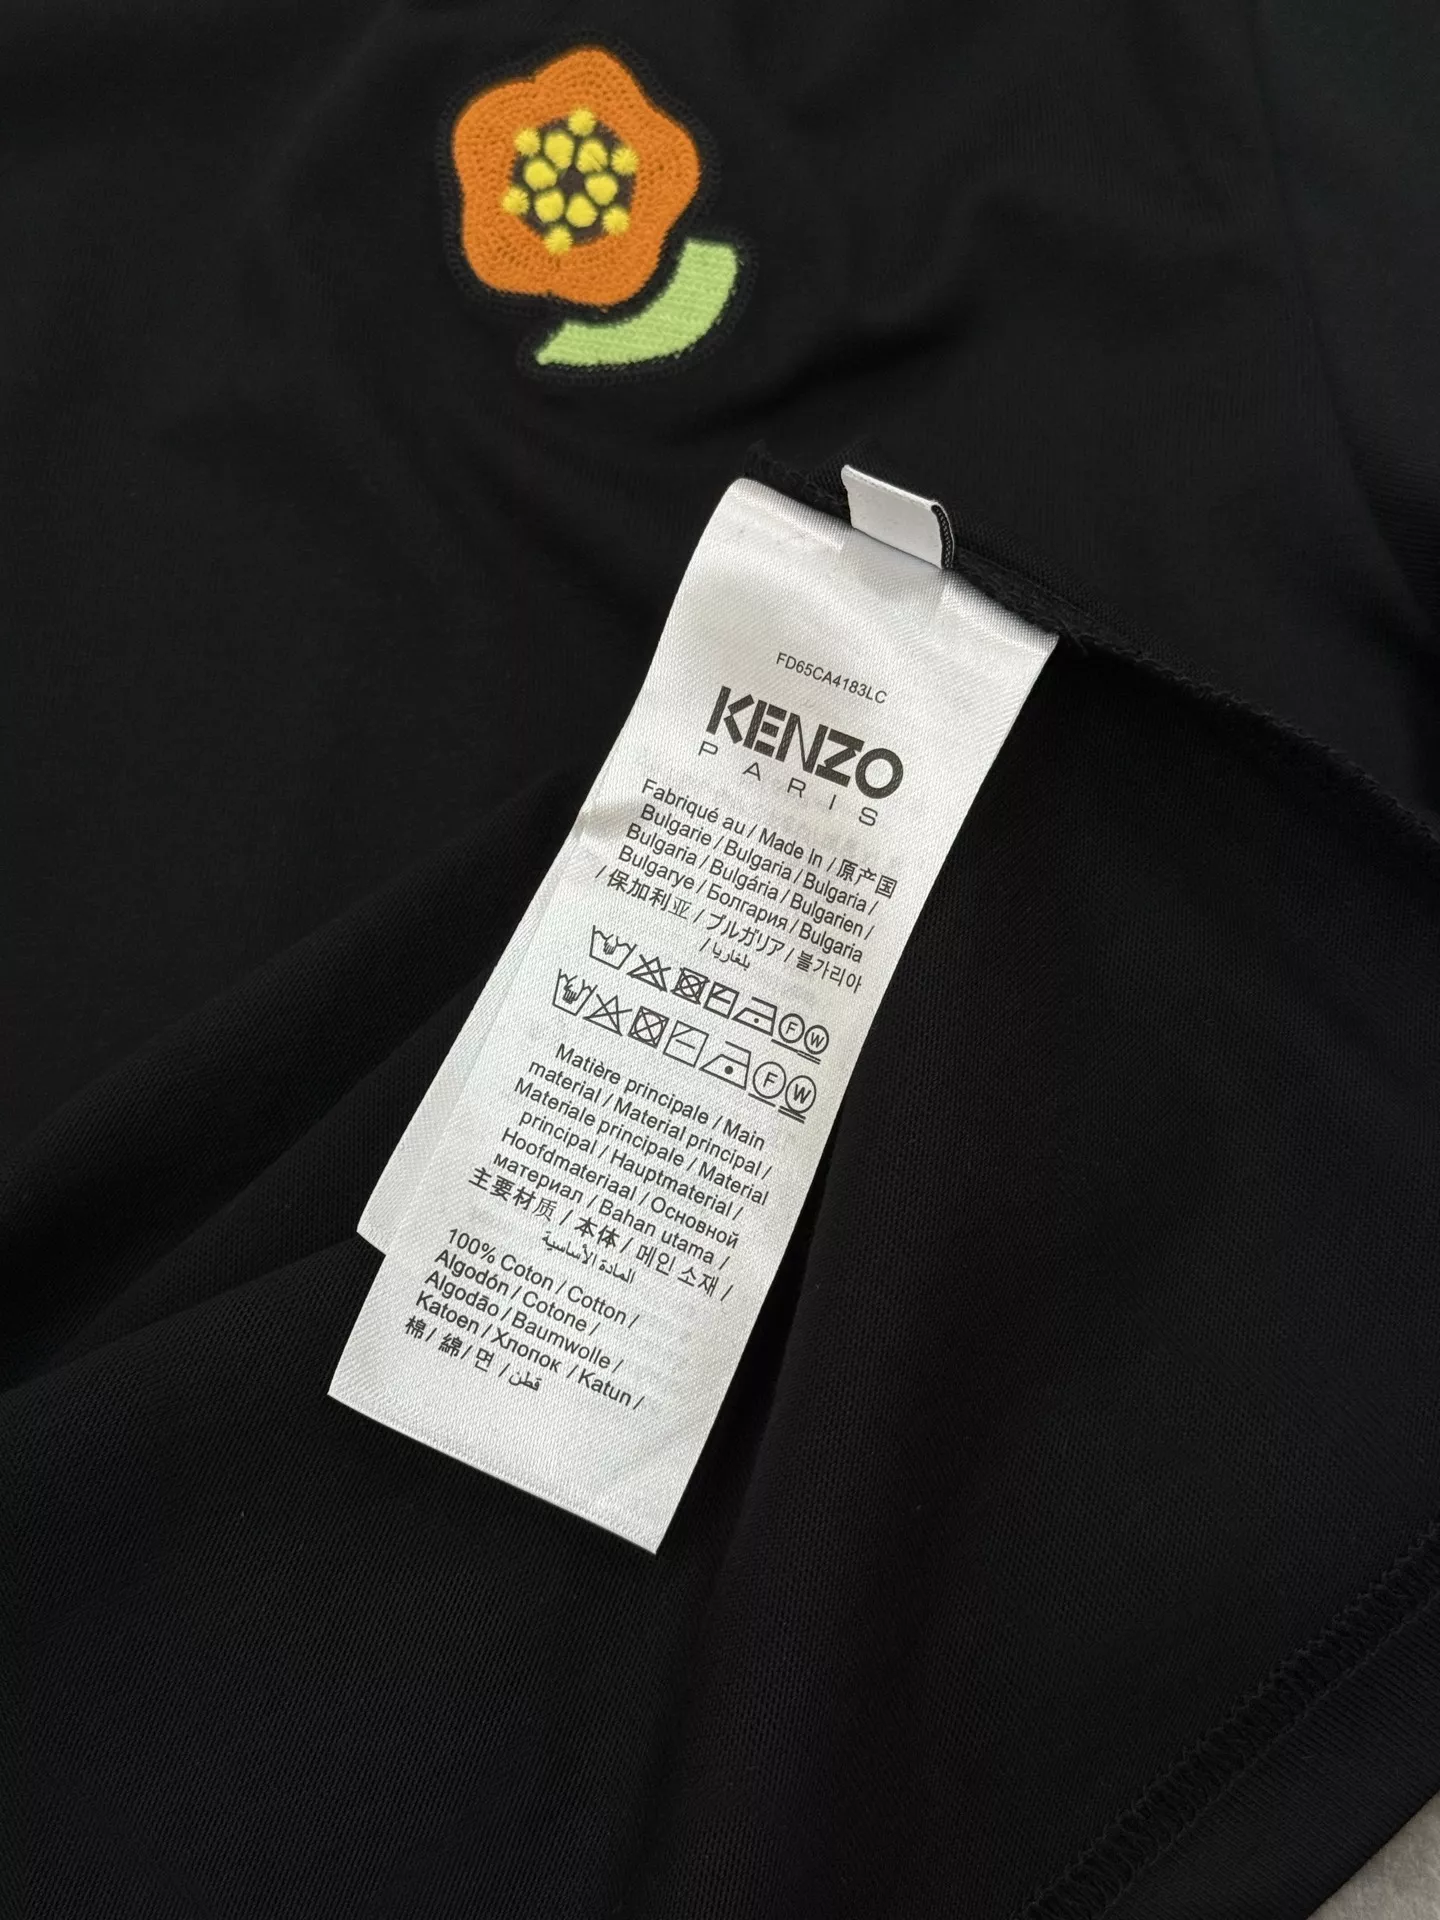 FD65CA4183LC
KENZO
PARIS
Fabriqué au / Made In / 原产国
Bulgarie / Bulgaria / Bulgaria /
Bulgaria / Bulgária / Bulgarien /
Bulgarye / Болгария / Bulgaria
/ 保加利亚 / ブルガリア / 불가리아
/ بلغاريا
F W
F W
Matière principale / Main
material / Material principal /
Materiale principale / Material
principal / Hauptmaterial /
Hoofdmateriaal / Основной
материал / Bahan utama /
主要材质 / 本体 / 메인 소재 /
المادة الأساسية
100% Coton / Cotton /
Algodón / Cotone /
Algodão / Baumwolle /
Katoen / Хлопок / Katun /
棉 / 綿 / 면 / قطن